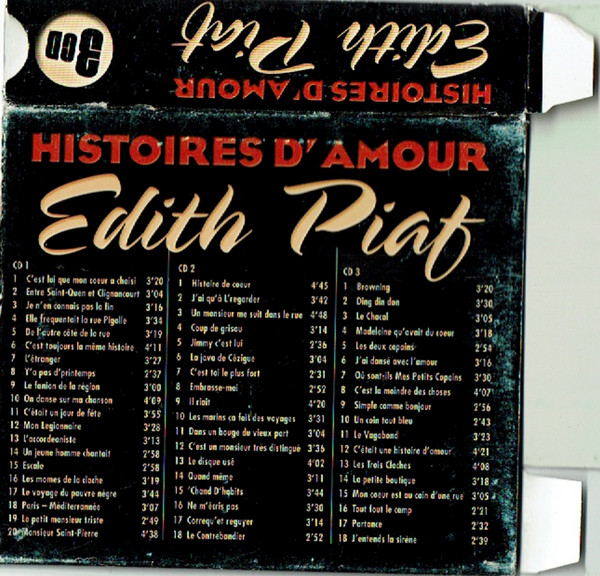 3 CD
Edith Piaf
HISTOIRES D'AMOUR
HISTOIRES D' AMOUR
Edith Piaf
CD 1
1 C'est lui que mon coeur a choisi 3'20
2 Entre Saint-Ouen et Clignancourt 3'04
3 Je n'en connais pas la fin 3'16
4 Elle frequentait la rue Pigalle 3'34
5 De l'autre côté de la rue 3'19
6 C'est toujours la même histoire 4'11
7 L'étranger 3'27
8 Y'a pas d'printemps 2'37
9 Le fanion de la région 3'00
10 On danse sur ma chanson 4'09
11 C'était un jour de fête 3'55
12 Mon Legionnaire 3'28
13 L'accordeoniste 3'13
14 Un jeune homme chantait 2'58
15 Escale 2'58
16 Les momes de la cloche 3'19
17 Le voyage du pauvre nègre 3'44
18 Paris – Méditerrannée 3'07
19 Le petit monsieur triste 2'49
20 Monsieur Saint-Pierre 4'38
CD 2
1 Histoire de coeur 4'45
2 J'ai qu'à L'regarder 3'42
3 Un monsieur me suit dans le rue 4'48
4 Coup de grisou 3'14
5 Jimmy c'est lui 2'36
6 La java de Cézigue 3'04
7 C'est toi le plus fort 2'31
8 Embrasse-moi 2'52
9 Il riait 4'20
10 Les marins ca fait des voyages 3'31
11 Dans un bouge du vieux port 3'04
12 C'est un monsieur très distingué 3'36
13 Le disque usé 4'02
14 Quand même 3'11
15 'Chand D'habits 3'44
16 Ne m'écris pas 3'30
17 Correqu'et reguyer 3'14
18 Le Contrebandier 2'52
CD 3
1 Browning 3'20
2 Ding din don 3'30
3 Le Chacal 3'05
4 Madeleine qu'avait du coeur 3'18
5 Les deux copains 2'54
6 J'ai dansé avec l'amour 3'16
7 Où sont-ils Mes Petits Copains 3'30
8 C'est la moindre des choses 4'07
9 Simple comme bonjour 2'56
10 Un coin tout bleu 2'43
11 Le Vagabond 3'23
12 C'était une histoire d'amour 4'21
13 Les Trois Cloches 4'08
14 La petite boutique 3'18
15 Mon coeur est au coin d'une rue 3'05
16 Tout fout le camp 2'21
17 Partance 2'32
18 J'entends la sirène 2'39